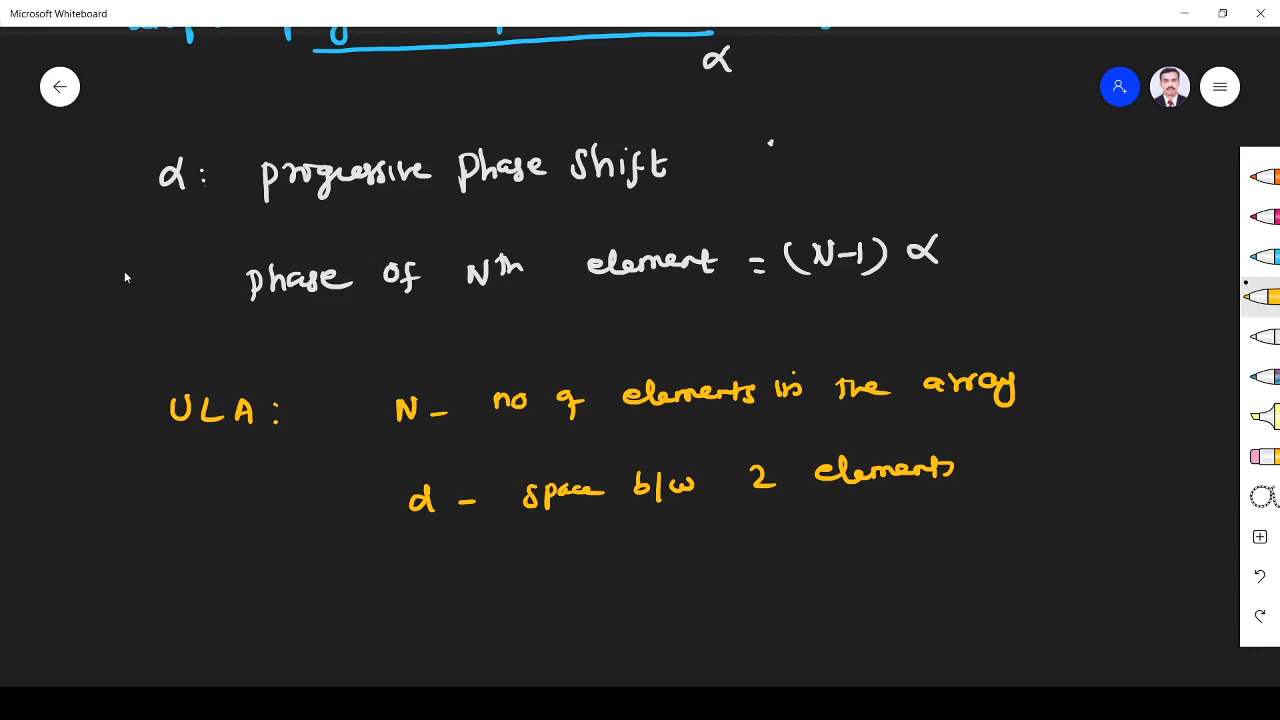 Microsoft Whiteboard
α
α: progressive phase shift
phase of Nth element = (N-1) α
ULA: N - no of elements in the array
d - space b/w 2 elements